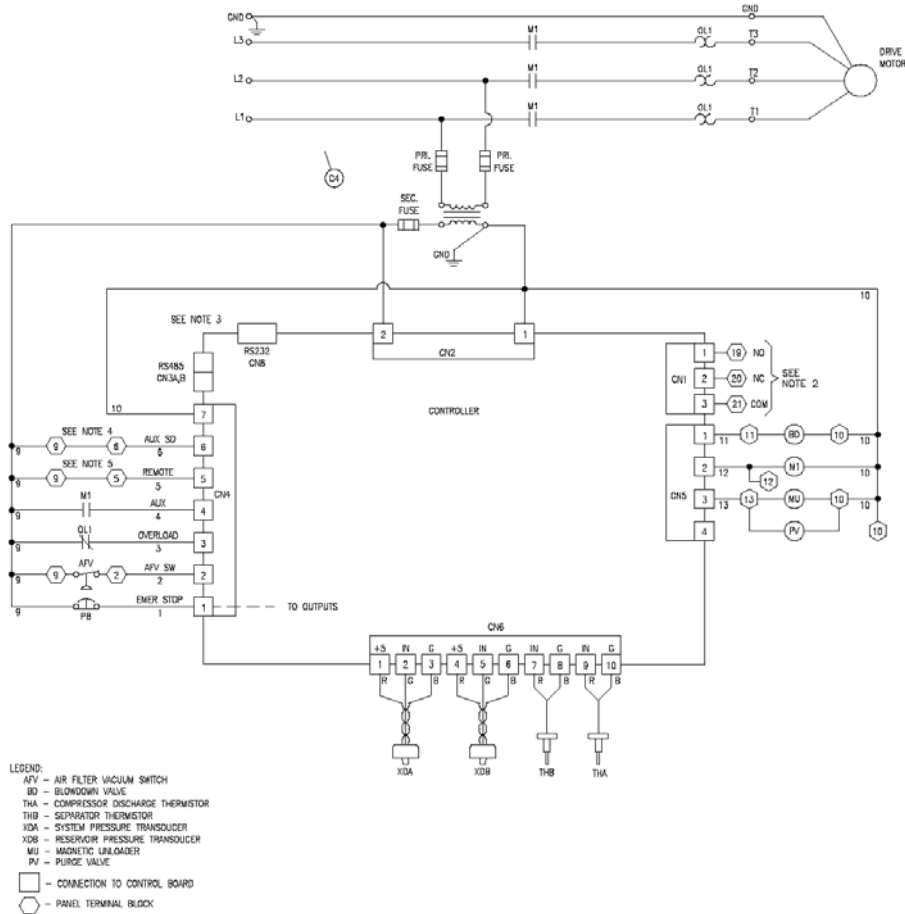 GND
GND
L3
M1
OL1
T3
DRIVE
MOTOR
L2
M1
OL1
T2
L1
M1
OL1
T1
PRI.
FUSE
PRI.
FUSE
C4
SEC.
FUSE
GND
10
SEE NOTE 3
RS232
CN8
2
1
CN2
RS485
CN3A,B
CONTROLLER
CN1
1
19
NO
2
20
NC
3
21
COM
SEE
NOTE 2
10
7
SEE NOTE 4
9
9
6
AUX SD
6
6
SEE NOTE 5
9
9
5
REMOTE
5
5
CN4
M1
9
AUX
4
4
OL1
9
OVERLOAD
3
3
AFV
9
9
2
AFV SW
2
2
9
PB
EMER STOP
1
1
TO OUTPUTS
CN5
1
11
11
BD
10
10
2
12
12
M1
10
3
13
13
MU
10
10
PV
4
10
CN6
+5 IN G +5 IN G IN G IN G
1 2 3 4 5 6 7 8 9 10
R G B R G B R B R B
XDA
XDB
THB
THA
LEGEND:
AFV - AIR FILTER VACUUM SWITCH
BD - BLOWDOWN VALVE
THA - COMPRESSOR DISCHARGE THERMISTOR
THB - SEPARATOR THERMISTOR
XDA - SYSTEM PRESSURE TRANSDUCER
XDB - RESERVOIR PRESSURE TRANSDUCER
MU - MAGNETIC UNLOADER
PV - PURGE VALVE
- CONNECTION TO CONTROL BOARD
- PANEL TERMINAL BLOCK